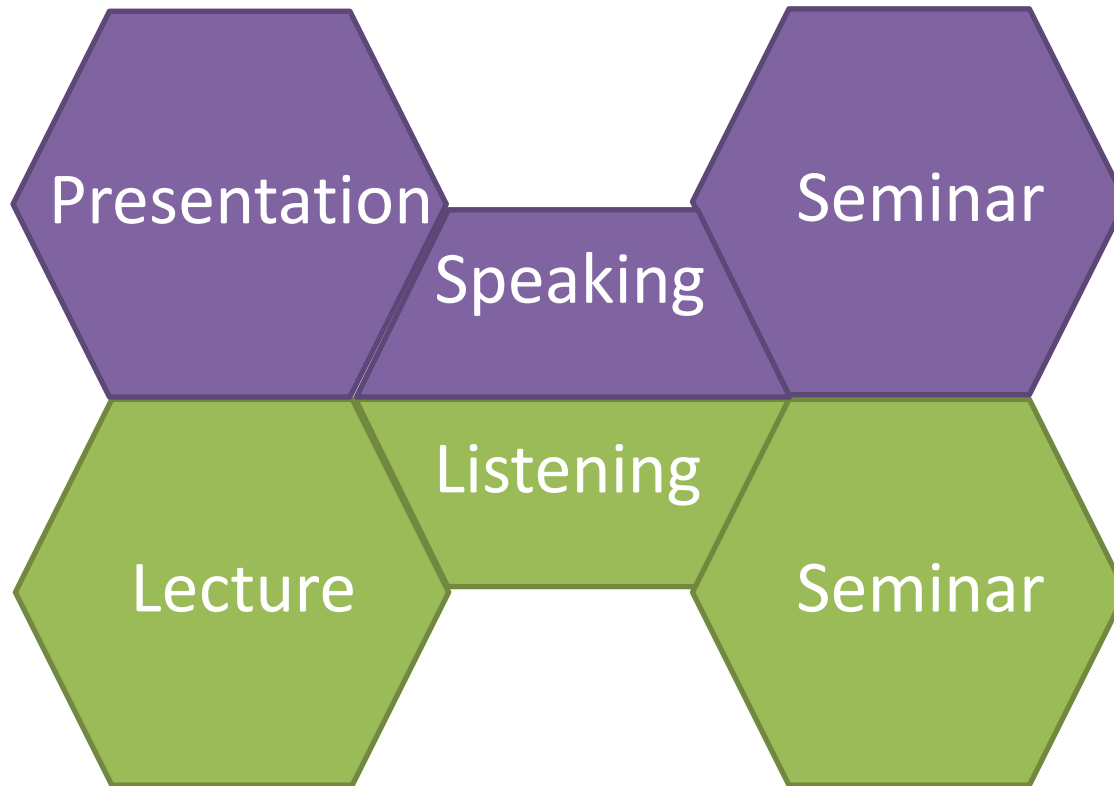 Presentation
Seminar
Speaking
Listening
Lecture
Seminar